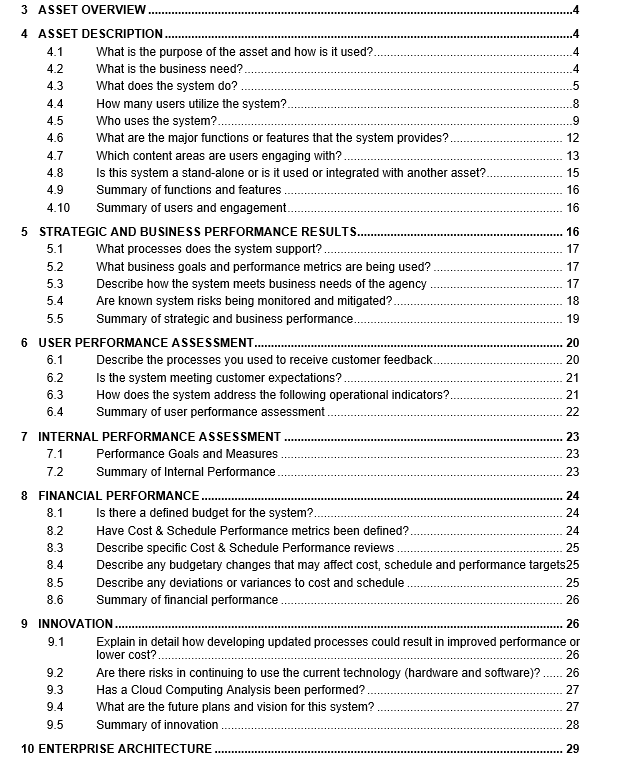 3 ASSET OVERVIEW ..... 4
4 ASSET DESCRIPTION ..... 4
4.1 What is the purpose of the asset and how is it used? ..... 4
4.2 What is the business need? ..... 4
4.3 What does the system do? ..... 5
4.4 How many users utilize the system? ..... 8
4.5 Who uses the system? ..... 9
4.6 What are the major functions or features that the system provides? ..... 12
4.7 Which content areas are users engaging with? ..... 13
4.8 Is this system a stand-alone or is it used or integrated with another asset? ..... 15
4.9 Summary of functions and features ..... 16
4.10 Summary of users and engagement ..... 16
5 STRATEGIC AND BUSINESS PERFORMANCE RESULTS ..... 16
5.1 What processes does the system support? ..... 17
5.2 What business goals and performance metrics are being used? ..... 17
5.3 Describe how the system meets business needs of the agency ..... 17
5.4 Are known system risks being monitored and mitigated? ..... 18
5.5 Summary of strategic and business performance ..... 19
6 USER PERFORMANCE ASSESSMENT ..... 20
6.1 Describe the processes you used to receive customer feedback ..... 20
6.2 Is the system meeting customer expectations? ..... 21
6.3 How does the system address the following operational indicators? ..... 21
6.4 Summary of user performance assessment ..... 22
7 INTERNAL PERFORMANCE ASSESSMENT ..... 23
7.1 Performance Goals and Measures ..... 23
7.2 Summary of Internal Performance ..... 23
8 FINANCIAL PERFORMANCE ..... 24
8.1 Is there a defined budget for the system? ..... 24
8.2 Have Cost & Schedule Performance metrics been defined? ..... 24
8.3 Describe specific Cost & Schedule Performance reviews ..... 25
8.4 Describe any budgetary changes that may affect cost, schedule and performance targets25
8.5 Describe any deviations or variances to cost and schedule ..... 25
8.6 Summary of financial performance ..... 26
9 INNOVATION ..... 26
9.1 Explain in detail how developing updated processes could result in improved performance or
lower cost? ..... 26
9.2 Are there risks in continuing to use the current technology (hardware and software)? ..... 26
9.3 Has a Cloud Computing Analysis been performed? ..... 27
9.4 What are the future plans and vision for this system? ..... 27
9.5 Summary of innovation ..... 28
10 ENTERPRISE ARCHITECTURE ..... 29